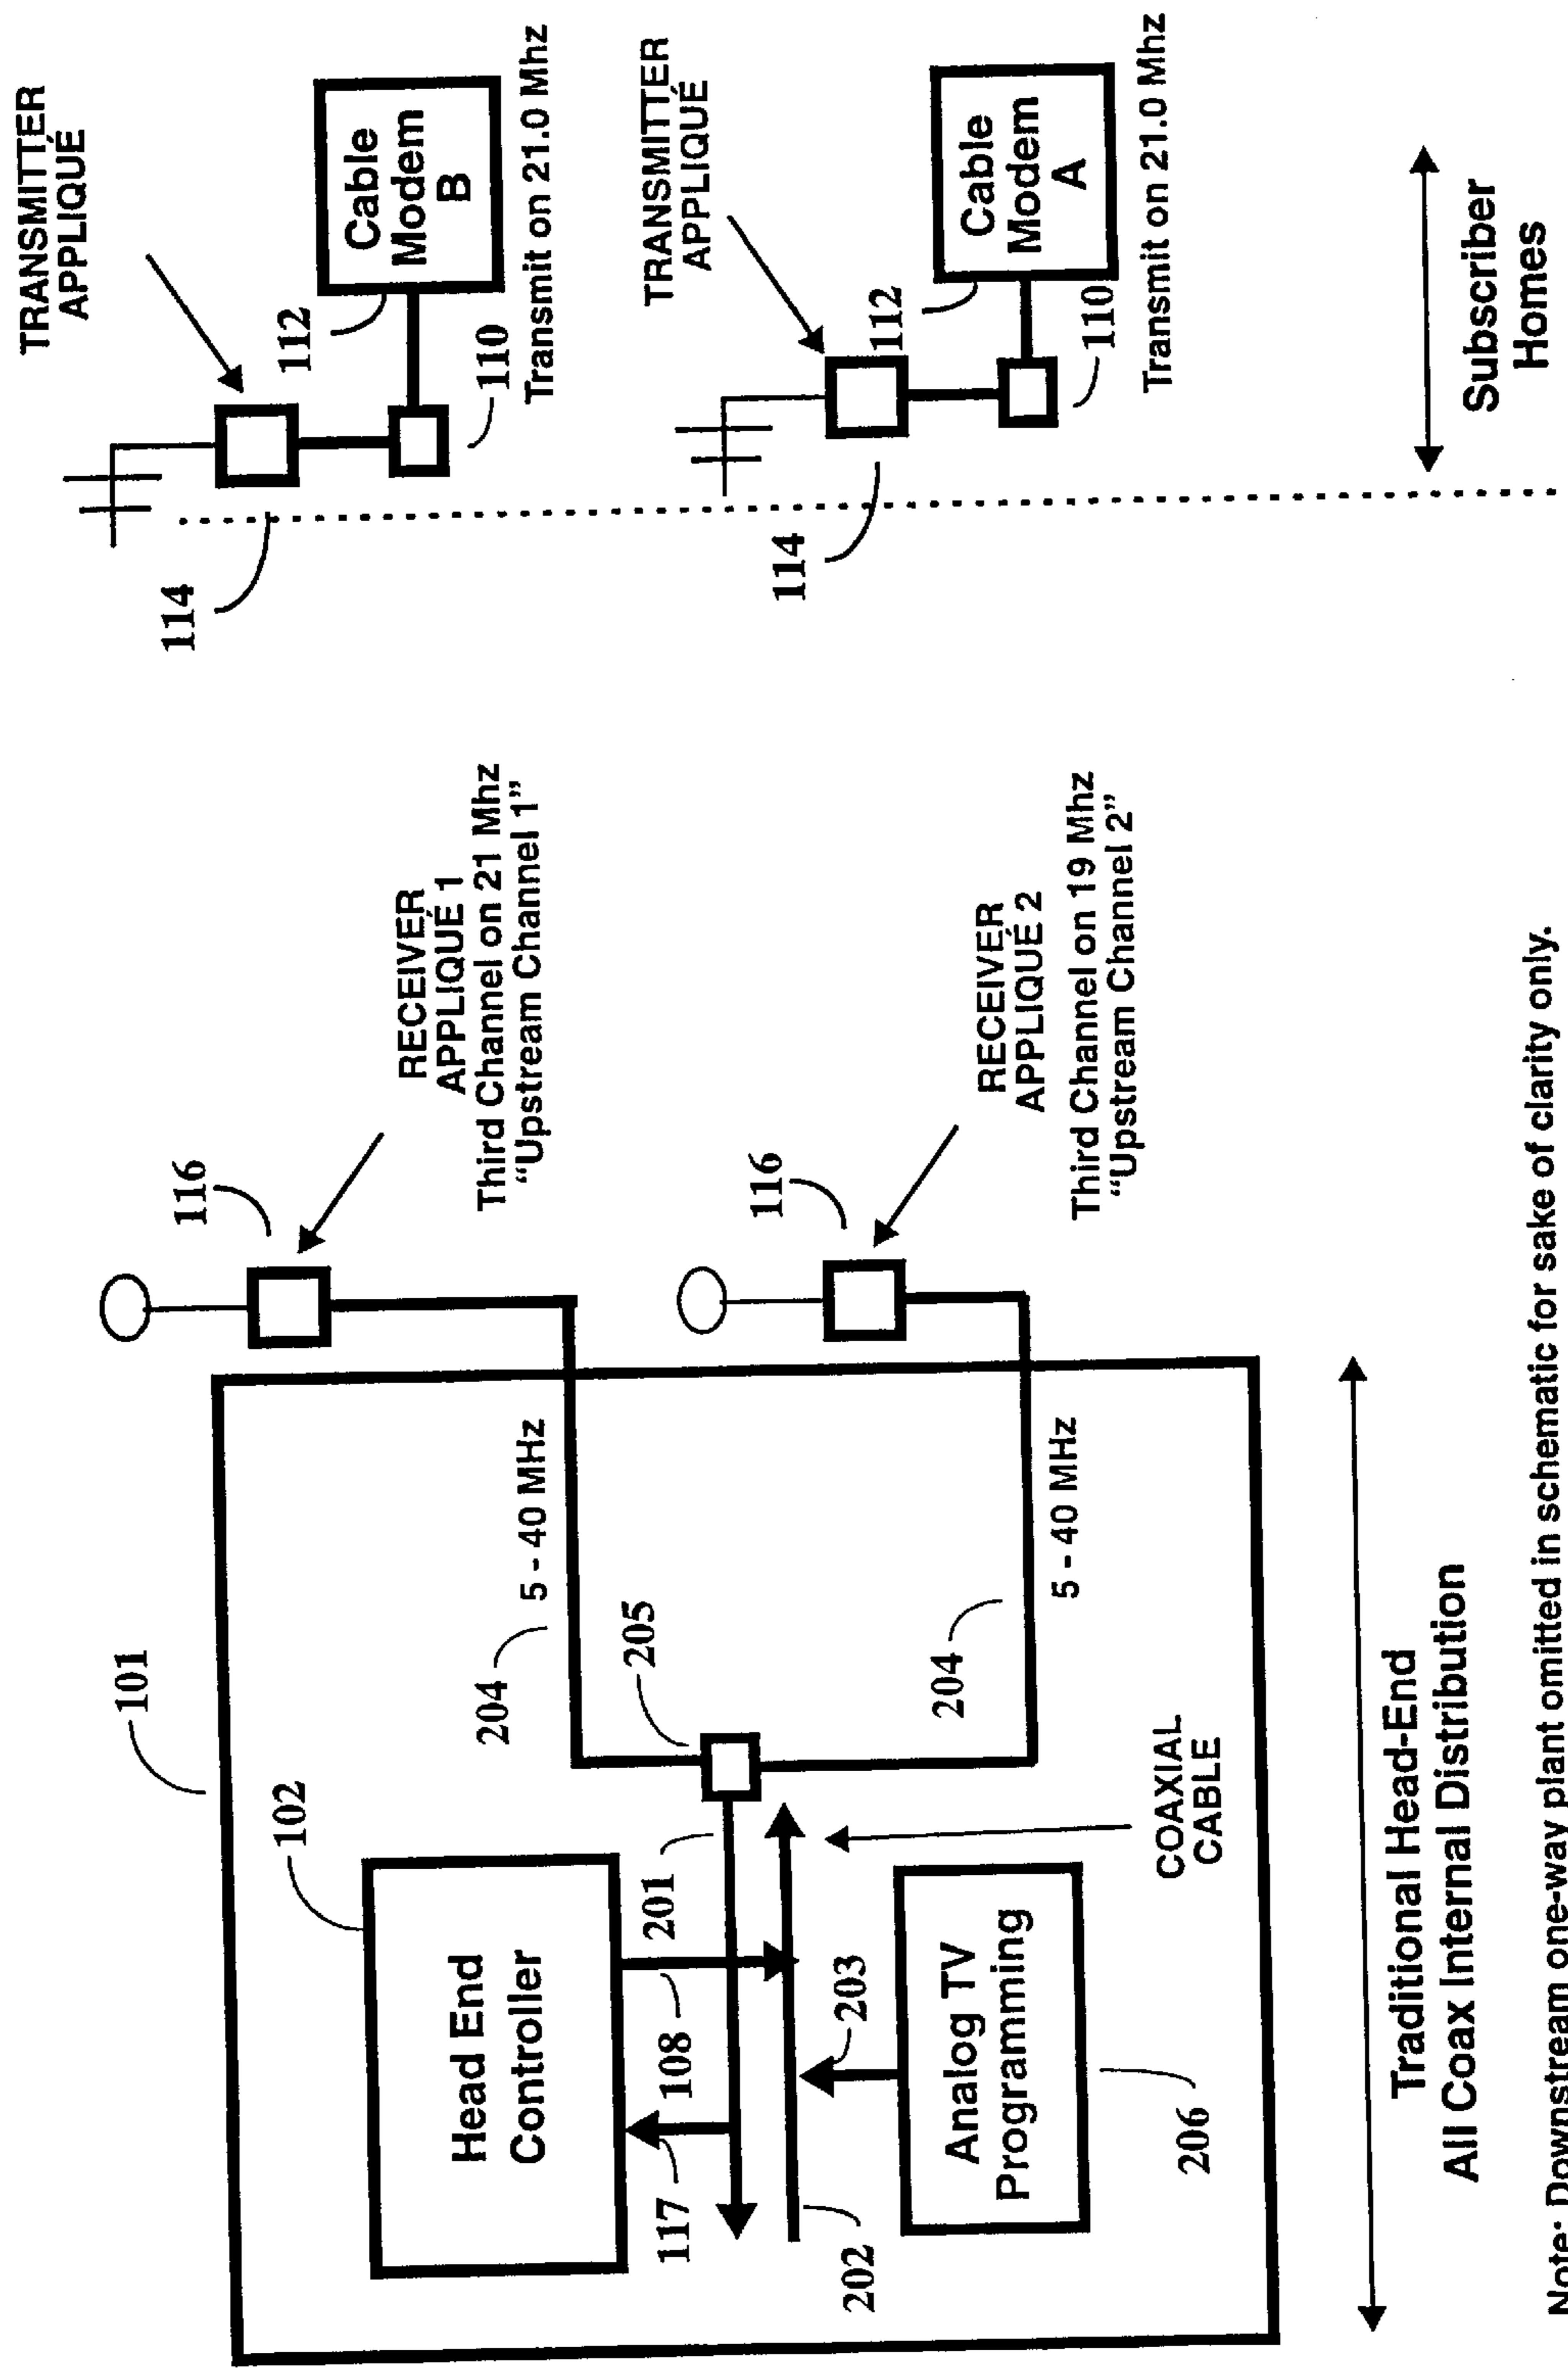 101
102
Head End
Controller
117
108
201
202
203
Analog TV
Programming
206
COAXIAL
CABLE
204
5 - 40 MHz
205
204
5 - 40 MHz
116
RECEIVER
APPLIQUÉ 1
Third Channel on 21 Mhz
“Upstream Channel 1”
116
RECEIVER
APPLIQUÉ 2
Third Channel on 19 Mhz
“Upstream Channel 2”
114
TRANSMITTER
APPLIQUÉ
112
Cable
Modem
B
110
Transmit on 21.0 Mhz
114
TRANSMITTER
APPLIQUÉ
112
Cable
Modem
A
110
Transmit on 21.0 Mhz
Traditional Head-End
All Coax Internal Distribution
Subscriber
Homes
Note: Downstream one-way plant omitted in schematic for sake of clarity only.